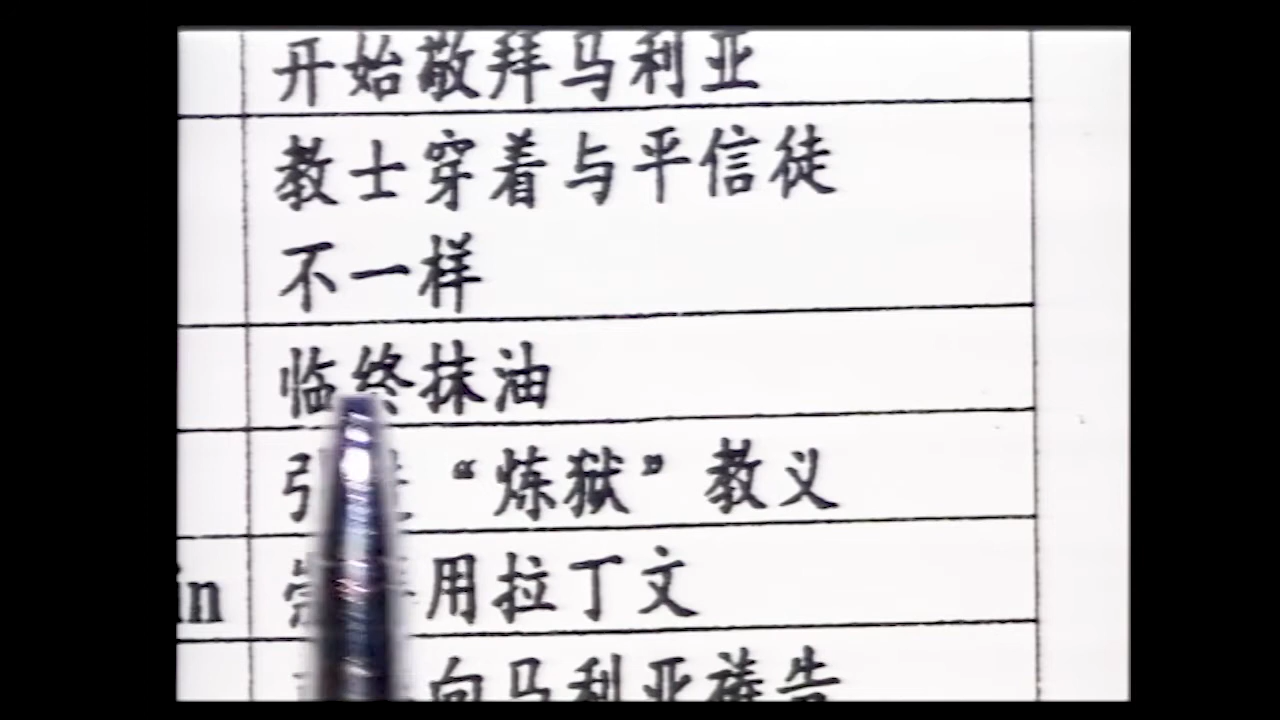 开始敬拜马利亚
教士穿着与平信徒
不一样
临终抹油
引 “炼狱”教义
in 用拉丁文
向马利亚祷告